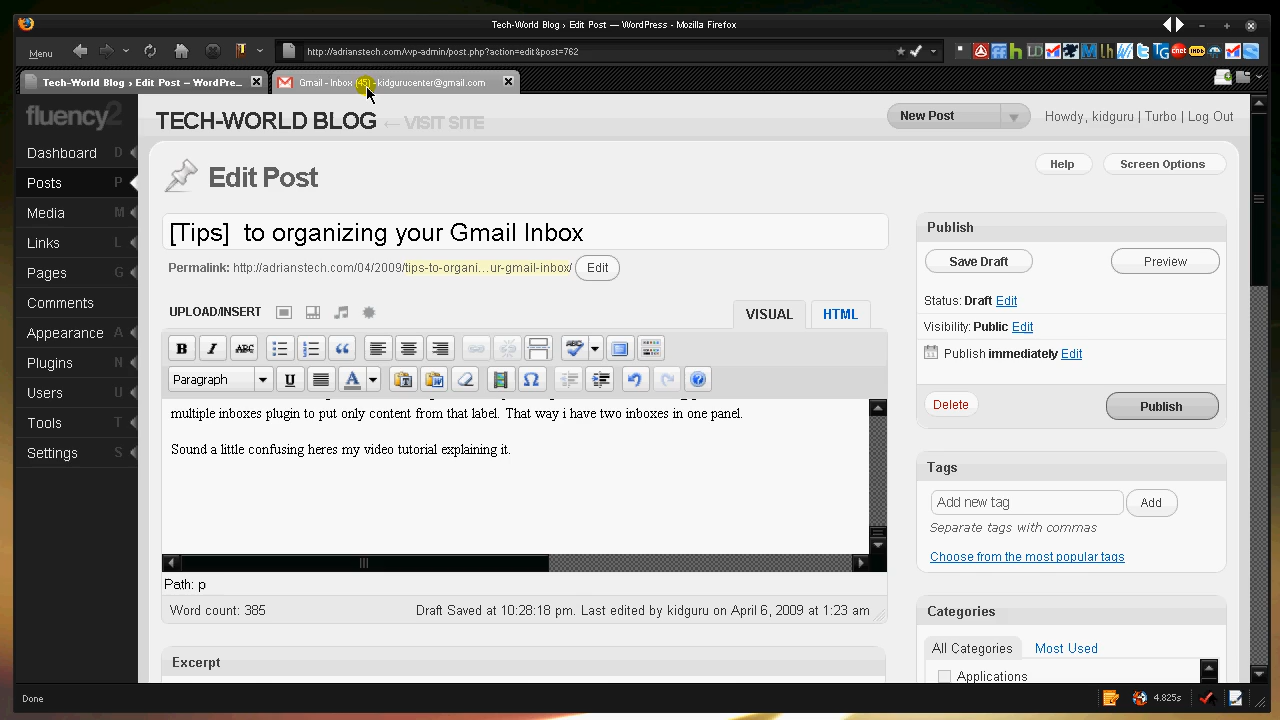 Tech-World Blog › Edit Post — WordPress - Mozilla Firefox
Menu
http://adrianstech.com/wp-admin/post.php?action=edit&post=762
Tech-World Blog › Edit Post — WordPre...
Gmail - Inbox (45) - kidgurucenter@gmail.com
fluency2
TECH-WORLD BLOG ← VISIT SITE
New Post
Howdy, kidguru | Turbo | Log Out
Dashboard D
Posts P
Media M
Links L
Pages G
Comments
Appearance A
Plugins N
Users U
Tools T
Settings S
Edit Post
Help
Screen Options
[Tips]  to organizing your Gmail Inbox
Permalink: http://adrianstech.com/04/2009/tips-to-organi…ur-gmail-inbox/ Edit
UPLOAD/INSERT
VISUAL
HTML
B I ABC
ABC
Paragraph
U
A
multiple inboxes plugin to put only content from that label. That way i have two inboxes in one panel.
Sound a little confusing heres my video tutorial explaining it.
Path: p
Word count: 385
Draft Saved at 10:28:18 pm. Last edited by kidguru on April 6, 2009 at 1:23 am
Excerpt
Publish
Save Draft
Preview
Status: Draft Edit
Visibility: Public Edit
Publish immediately Edit
Delete
Publish
Tags
Add new tag
Add
Separate tags with commas
Choose from the most popular tags
Categories
All Categories
Most Used
Applications
Done
4.825s